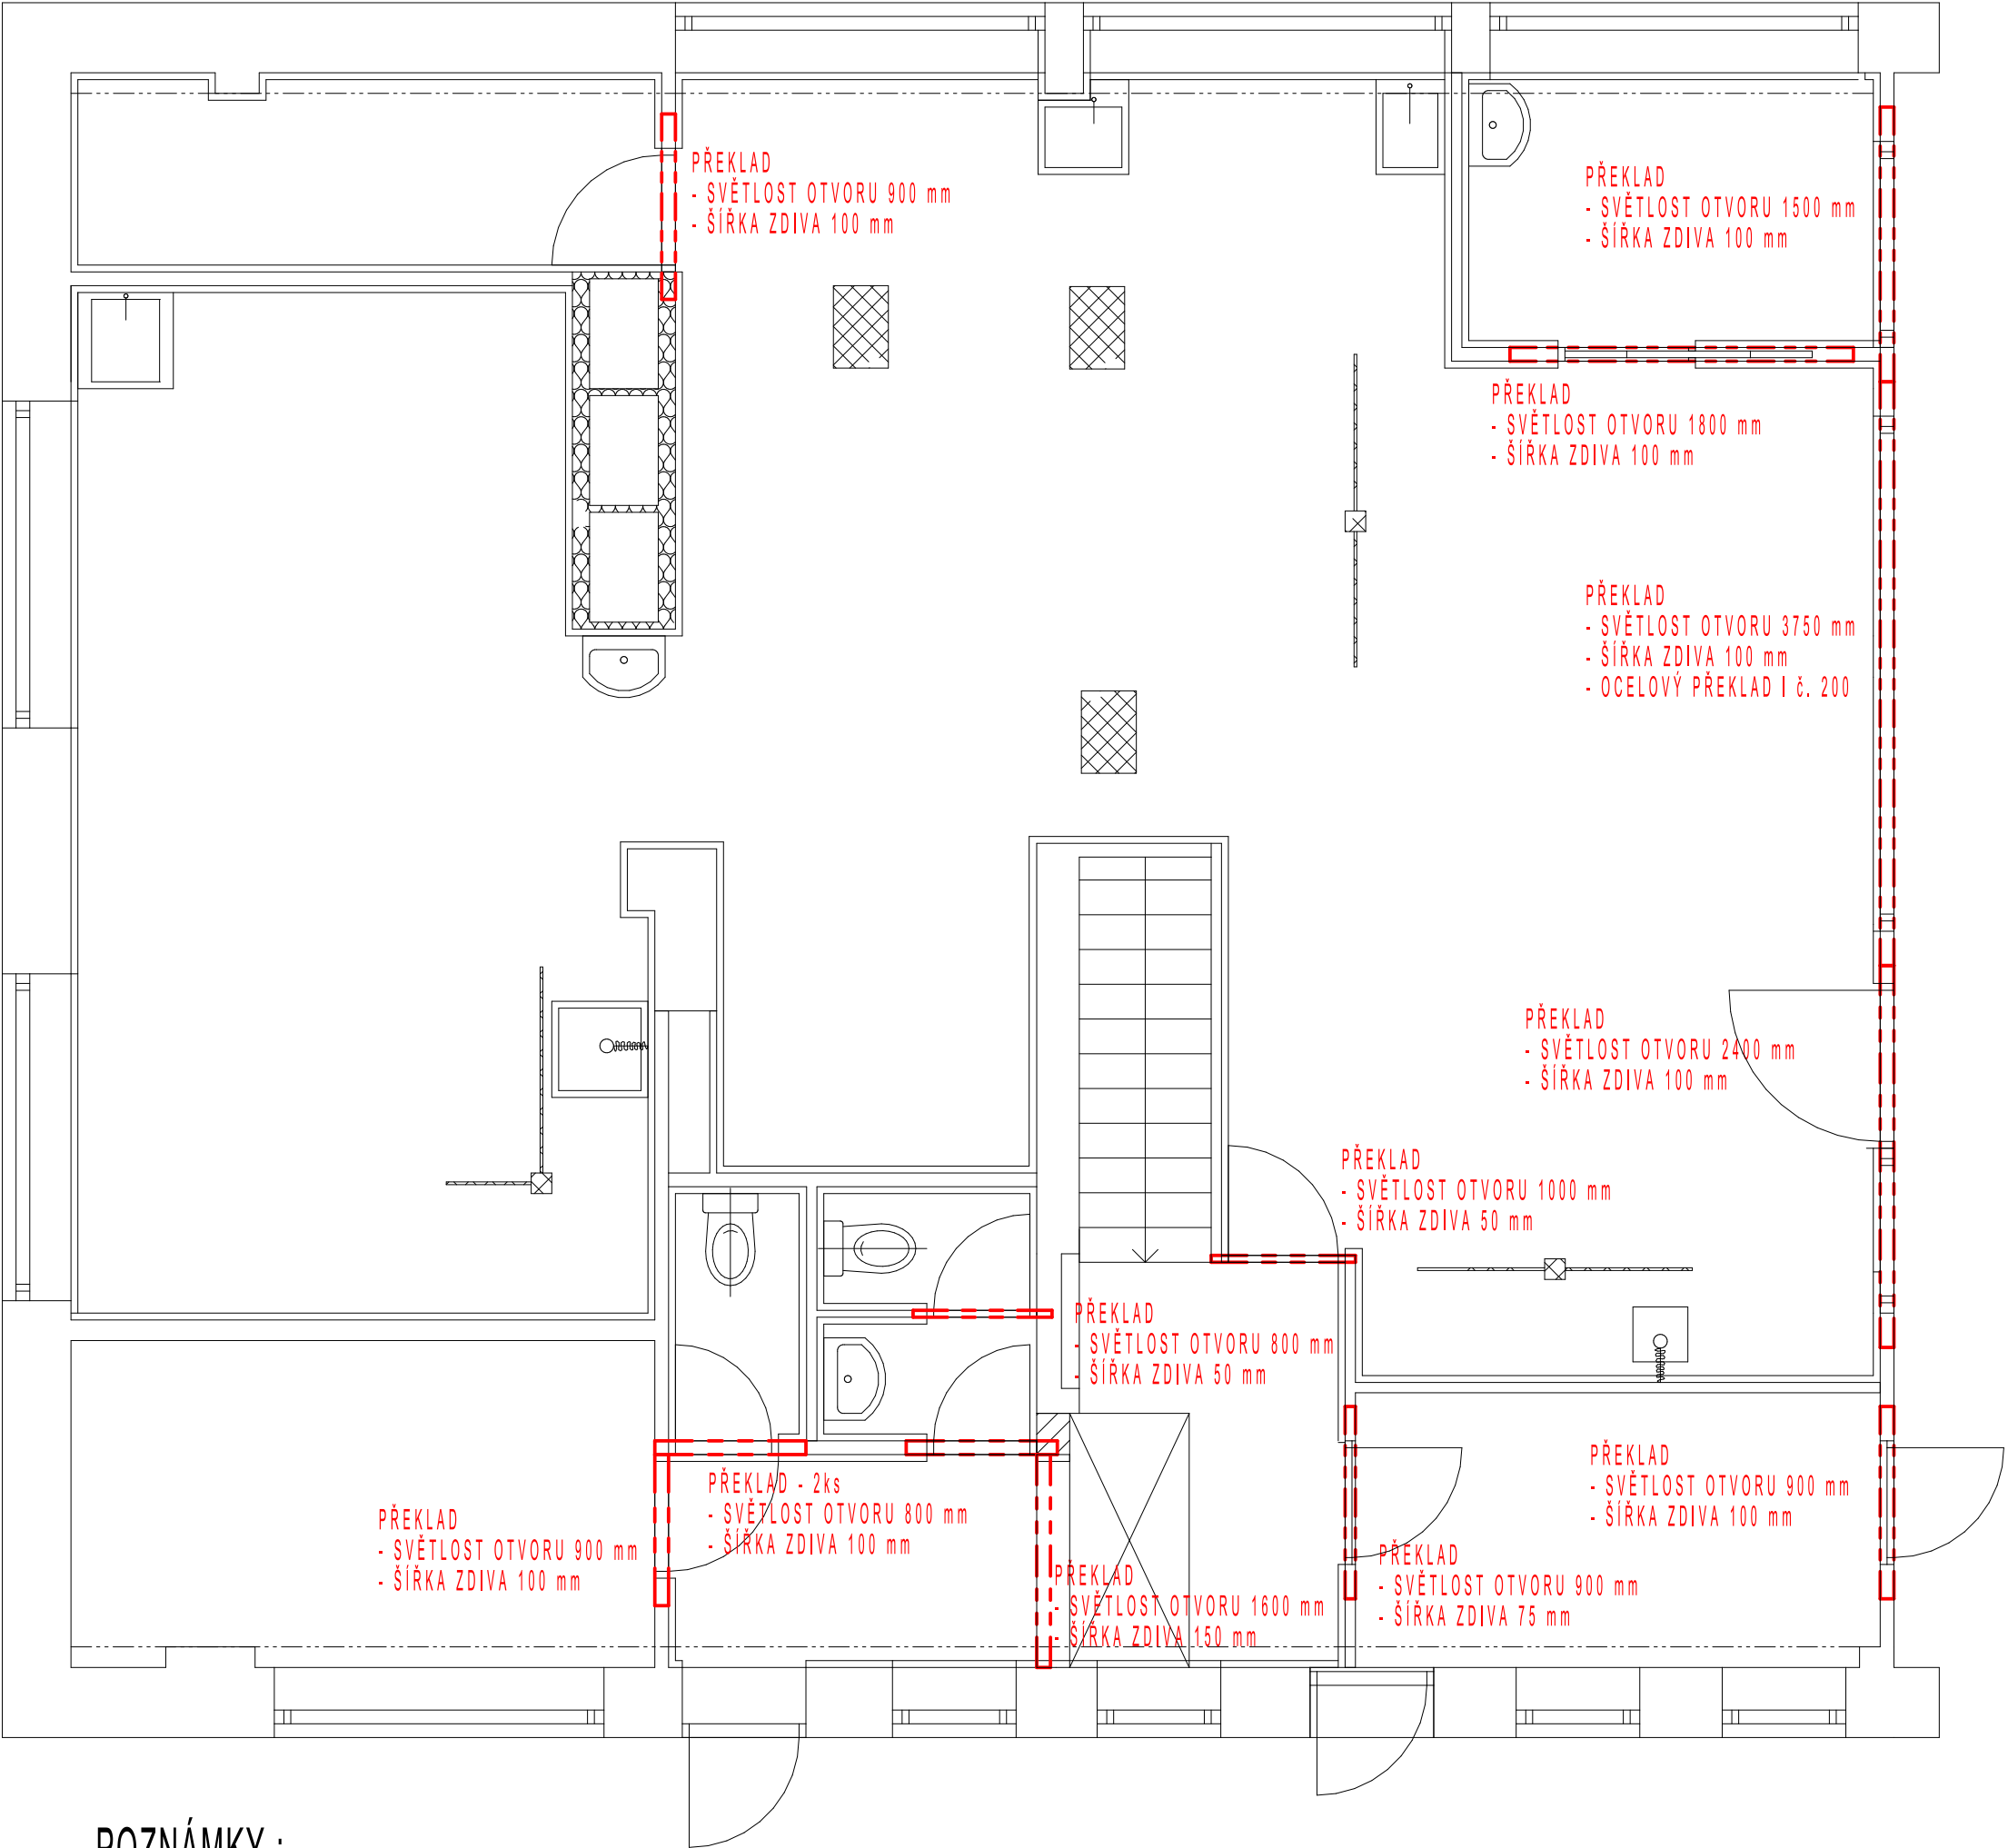 PŘEKLAD
- SVĚTLOST OTVORU 900 mm
- ŠÍŘKA ZDIVA 100 mm
PŘEKLAD
- SVĚTLOST OTVORU 1500 mm
- ŠÍŘKA ZDIVA 100 mm
PŘEKLAD
- SVĚTLOST OTVORU 1800 mm
- ŠÍŘKA ZDIVA 100 mm
PŘEKLAD
- SVĚTLOST OTVORU 3750 mm
- ŠÍŘKA ZDIVA 100 mm
- OCELOVÝ PŘEKLAD I č. 200
PŘEKLAD
- SVĚTLOST OTVORU 2400 mm
- ŠÍŘKA ZDIVA 100 mm
PŘEKLAD
- SVĚTLOST OTVORU 1000 mm
- ŠÍŘKA ZDIVA 50 mm
PŘEKLAD
- SVĚTLOST OTVORU 800 mm
- ŠÍŘKA ZDIVA 50 mm
PŘEKLAD
- SVĚTLOST OTVORU 900 mm
- ŠÍŘKA ZDIVA 100 mm
PŘEKLAD - 2ks
- SVĚTLOST OTVORU 800 mm
- ŠÍŘKA ZDIVA 100 mm
PŘEKLAD
- SVĚTLOST OTVORU 900 mm
- ŠÍŘKA ZDIVA 100 mm
PŘEKLAD
- SVĚTLOST OTVORU 900 mm
- ŠÍŘKA ZDIVA 75 mm
PŘEKLAD
- SVĚTLOST OTVORU 1600 mm
- ŠÍŘKA ZDIVA 150 mm
POZNÁMKY :